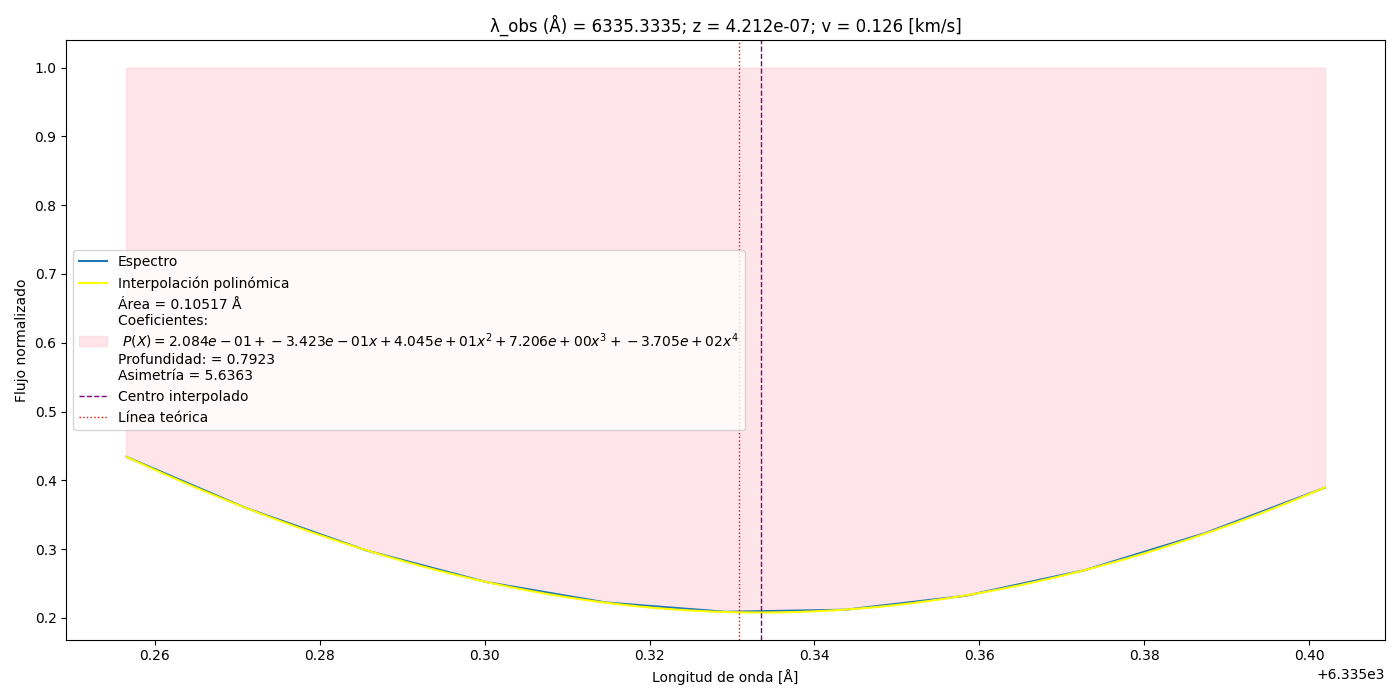 λ_obs (Å) = 6335.3335; z = 4.212e-07; v = 0.126 [km/s]
1.0
0.9
0.8
0.7
0.6
0.5
0.4
0.3
0.2
Flujo normalizado
Espectro
Interpolación polinómica
Área = 0.10517 Å
Coeficientes:
P(X) = 2.084e − 01 + − 3.423e − 01x + 4.045e + 01x² + 7.206e + 00x³ + − 3.705e + 02x⁴
Profundidad: = 0.7923
Asimetría = 5.6363
Centro interpolado
Línea teórica
0.26 0.28 0.30 0.32 0.34 0.36 0.38 0.40
+6.335e3
Longitud de onda [Å]